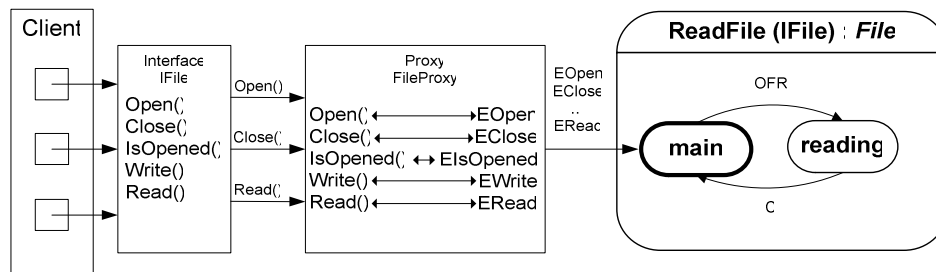 Client
Interface
IFile
Open()
Close()
IsOpened()
Write()
Read()
Open()
Close()
Read()
Proxy
FileProxy
Open() EOpen
Close() EClose
IsOpened() EIsOpened
Write() EWrite
Read() ERead
EOpen
EClose
..
ERead
ReadFile (IFile) : File
OFR
main
reading
C